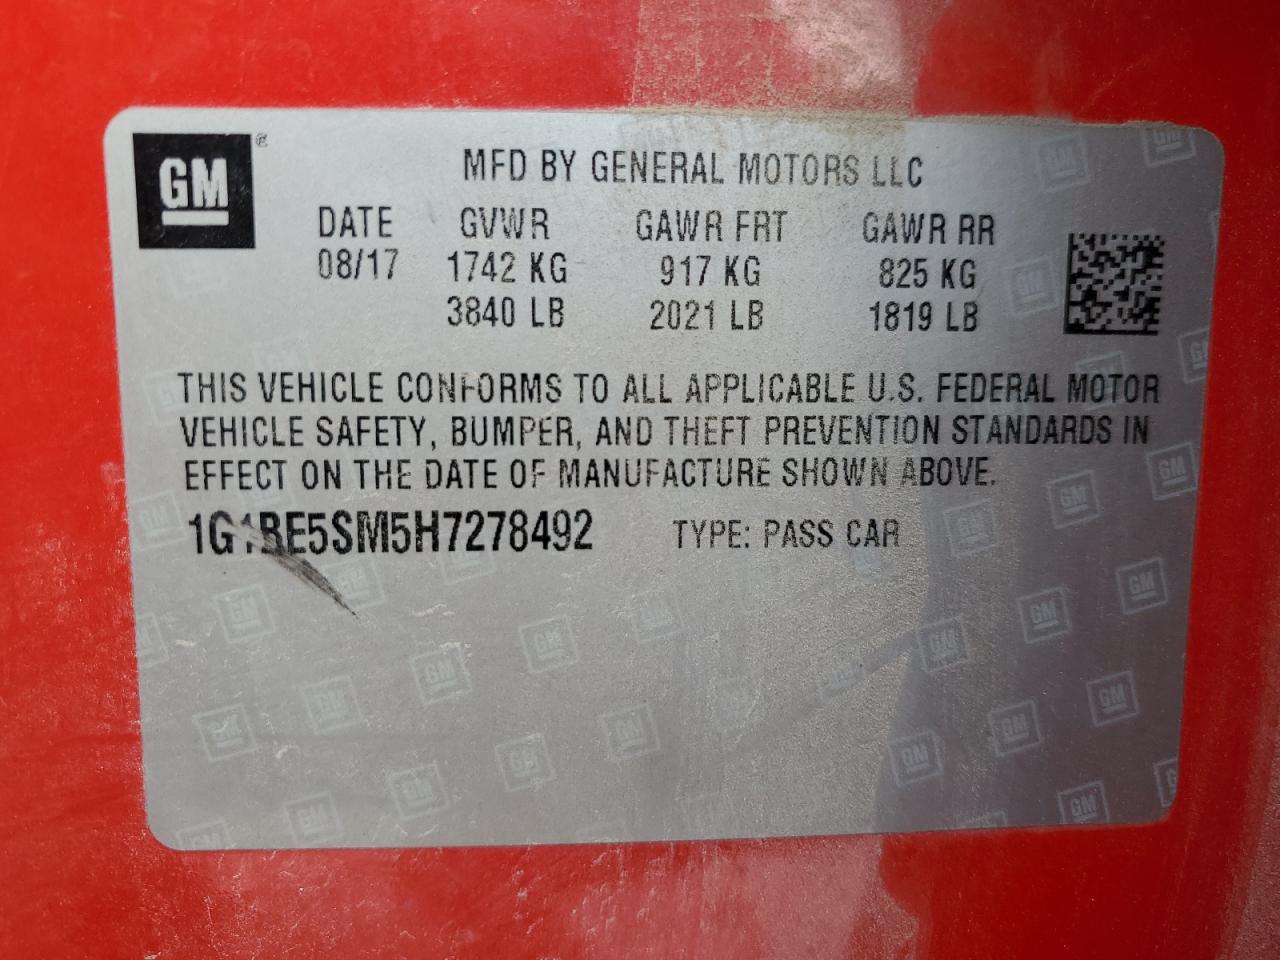 GM
MFD BY GENERAL MOTORS LLC
DATE GVWR GAWR FRT GAWR RR
08/17 1742 KG 917 KG 825 KG
3840 LB 2021 LB 1819 LB
THIS VEHICLE CONFORMS TO ALL APPLICABLE U.S. FEDERAL MOTOR
VEHICLE SAFETY, BUMPER, AND THEFT PREVENTION STANDARDS IN
EFFECT ON THE DATE OF MANUFACTURE SHOWN ABOVE.
1G1BE5SM5H7278492 TYPE: PASS CAR